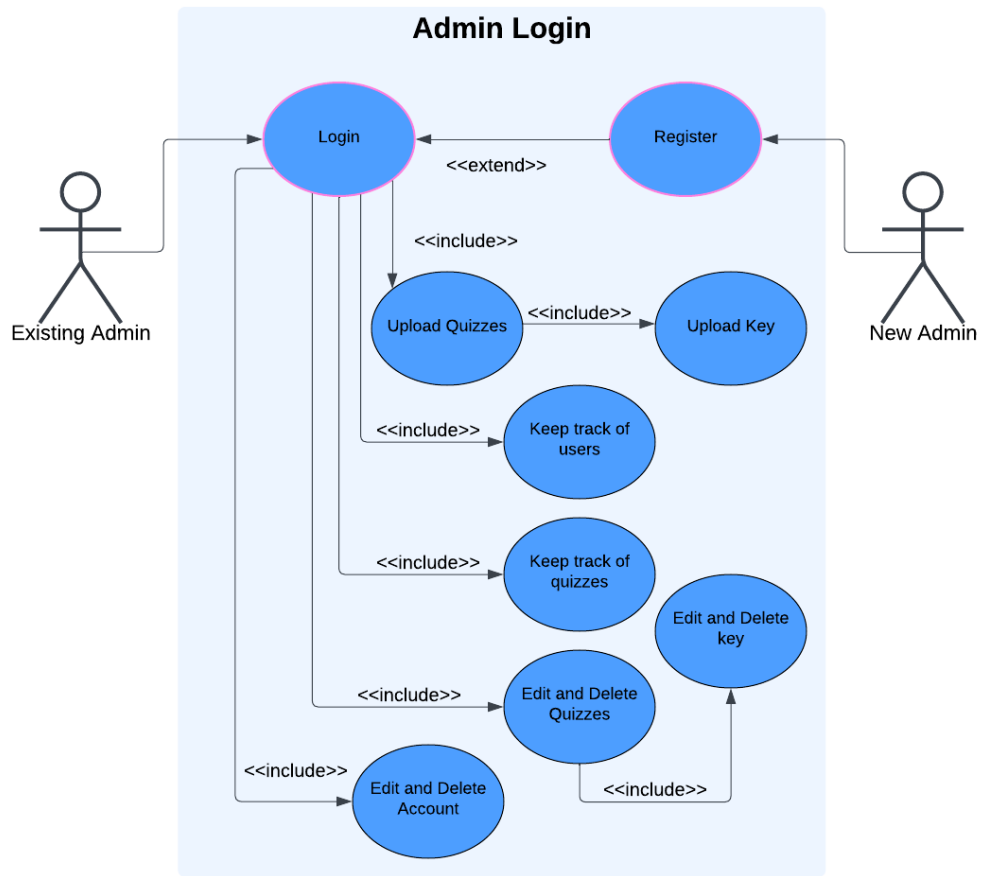 Admin Login
Login
Register
<<extend>>
<<include>>
Existing Admin
New Admin
Upload Quizzes
<<include>>
Upload Key
<<include>>
Keep track of
users
<<include>>
Keep track of
quizzes
Edit and Delete
key
<<include>>
Edit and Delete
Quizzes
<<include>>
<<include>>
Edit and Delete
Account